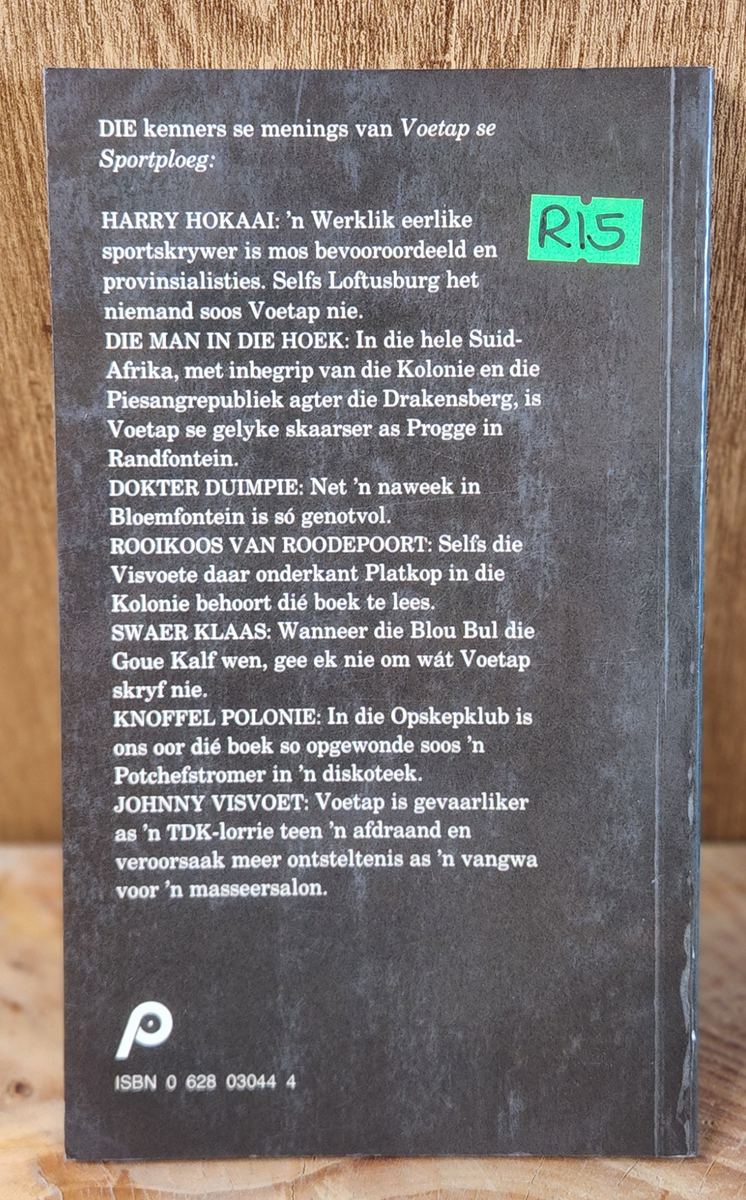 DIE kenners se menings van Voetap se
Sportploeg:
R15
HARRY HOKAAI: 'n Werklik eerlike
sportskrywer is mos bevooroordeeld en
provinsialisties. Selfs Loftusburg het
niemand soos Voetap nie.
DIE MAN IN DIE HOEK: In die hele Suid-
Afrika, met inbegrip van die Kolonie en die
Piesangrepubliek agter die Drakensberg, is
Voetap se gelyke skaarser as Progge in
Randfontein.
DOKTER DUIMPIE: Net 'n naweek in
Bloemfontein is só genotvol.
ROOIKOOS VAN ROODEPOORT: Selfs die
Visvoete daar onderkant Platkop in die
Kolonie behoort dié boek te lees.
SWAER KLAAS: Wanneer die Blou Bul die
Goue Kalf wen, gee ek nie om wát Voetap
skryf nie.
KNOFFEL POLONIE: In die Opskepklub is
ons oor dié boek so opgewonde soos 'n
Potchefstromer in 'n diskoteek.
JOHNNY VISVOET: Voetap is gevaarliker
as 'n TDK-lorrie teen 'n afdraand en
veroorsaak meer ontsteltenis as 'n vangwa
voor 'n masseersalon.
ISBN 0 628 03044 4